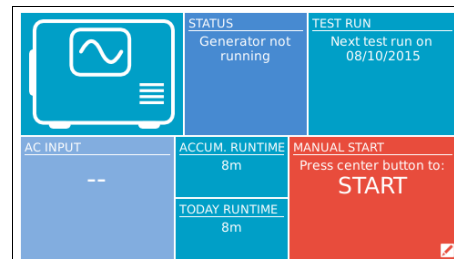 STATUS
Generator not
running
TEST RUN
Next test run on
08/10/2015
AC INPUT
--
ACCUM. RUNTIME
8m
TODAY RUNTIME
8m
MANUAL START
Press center button to:
START